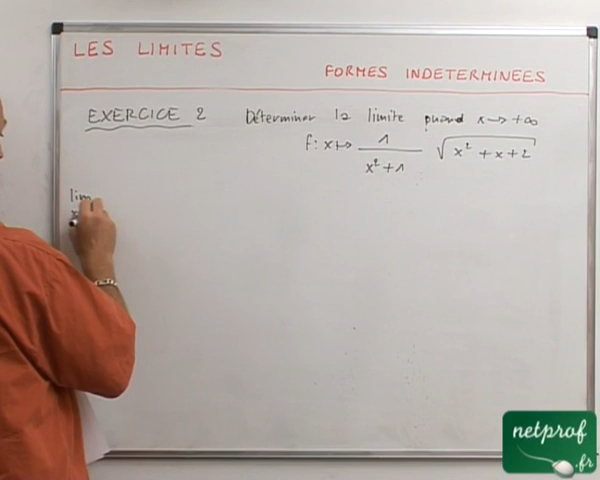 LES LIMITES
FORMES INDETERMINEES
EXERCICE 2 Déterminer la limite quand x → +∞
f: x ↦ 1 / (x² + 1) √(x² + x + 2)
lim
x
netprof
.fr